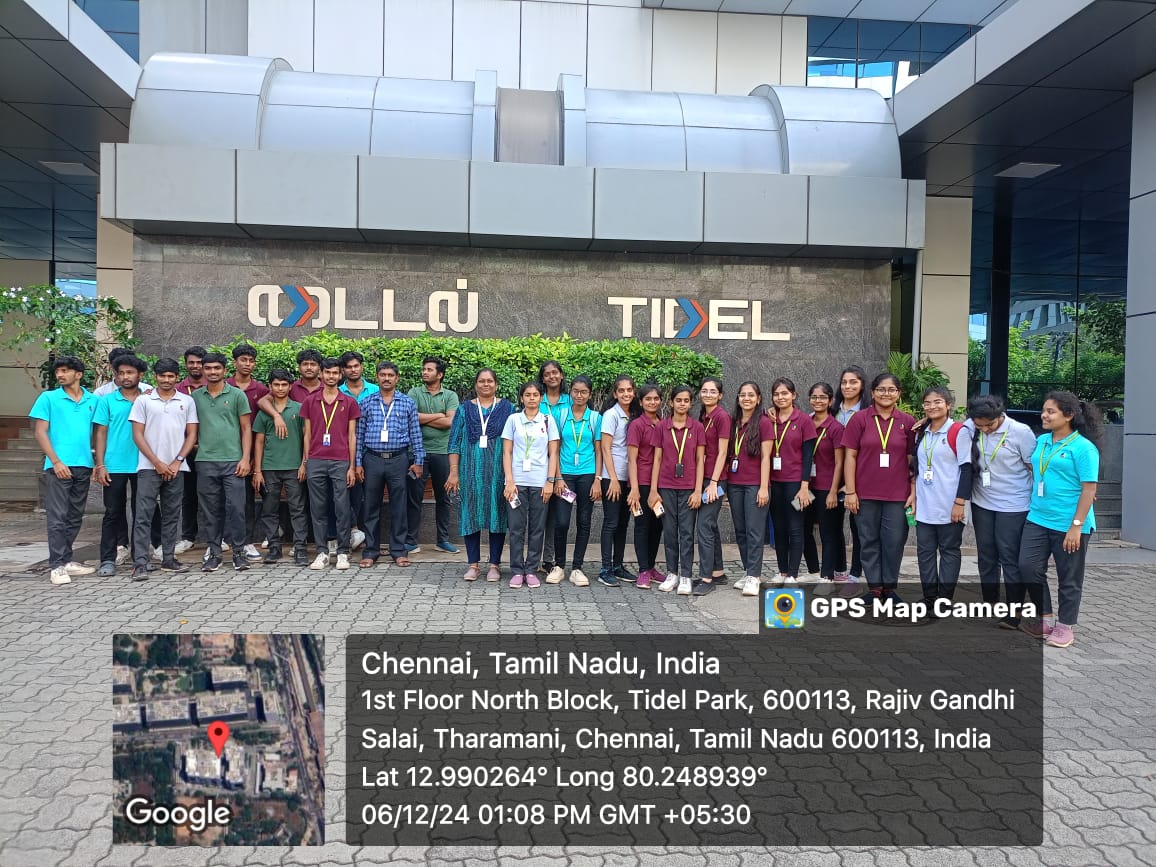 டைடல்
TIDEL
GPS Map Camera
Chennai, Tamil Nadu, India
1st Floor North Block, Tidel Park, 600113, Rajiv Gandhi
Salai, Tharamani, Chennai, Tamil Nadu 600113, India
Lat 12.990264° Long 80.248939°
06/12/24 01:08 PM GMT +05:30
Google